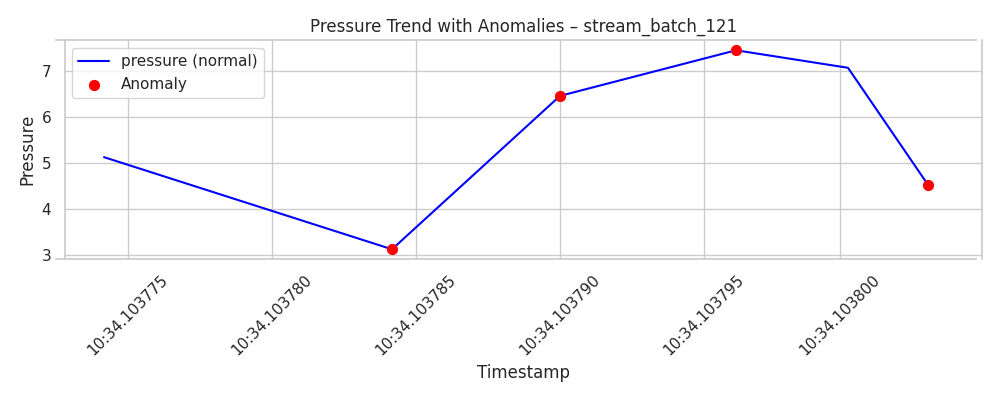 Pressure Trend with Anomalies – stream_batch_121
pressure (normal)
Anomaly
Pressure
7
6
5
4
3
10:34.103775
10:34.103780
10:34.103785
10:34.103790
10:34.103795
10:34.103800
Timestamp